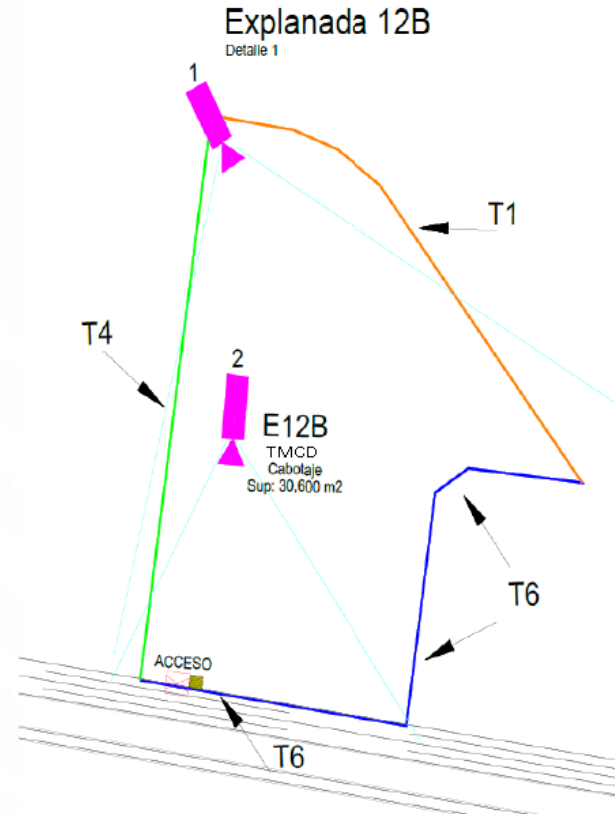 Explanada 12B
Detalle 1
1
T1
T4
2
E12B
TMCD
Cabotaje
Sup: 30,600 m2
T6
ACCESO
T6